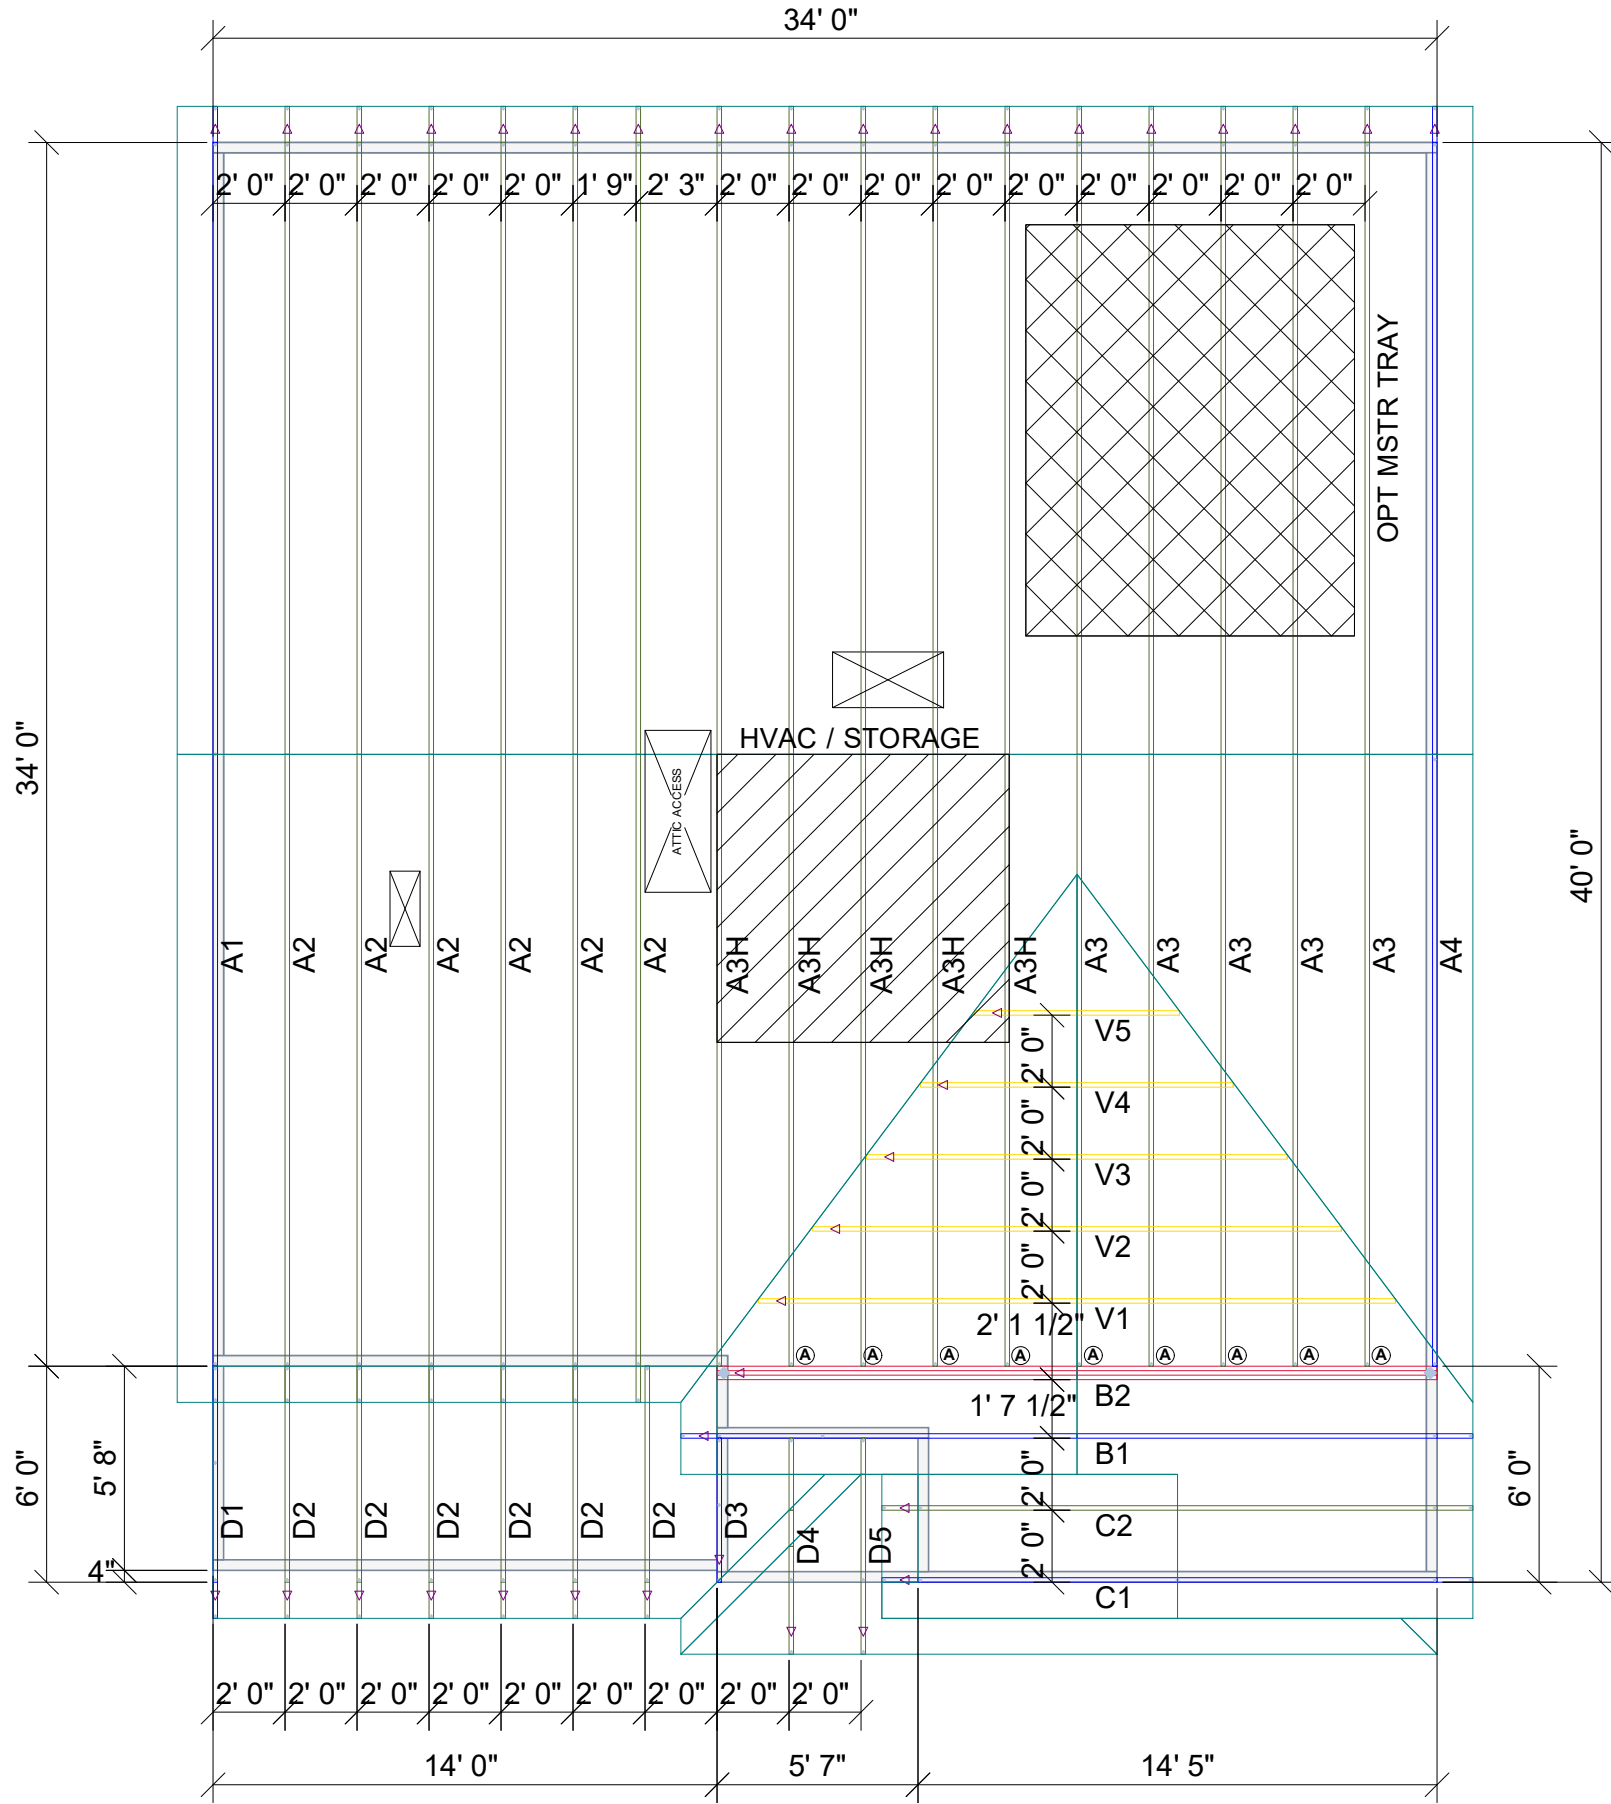 34' 0"
2' 0" 2' 0" 2' 0" 2' 0" 2' 0" 1' 9" 2' 3" 2' 0" 2' 0" 2' 0" 2' 0" 2' 0" 2' 0" 2' 0" 2' 0" 2' 0"
OPT MSTR TRAY
34' 0"
HVAC / STORAGE
ATTIC ACCESS
40' 0"
A1 A2 A2 A2 A2 A2 A2 A3H A3H A3H A3H A3H A3 A3 A3 A3 A3 A4
V5
2' 0"
V4
2' 0"
V3
2' 0"
V2
2' 0"
V1
2' 1 1/2"
A A A A A A A A A
B2
1' 7 1/2"
B1
6' 0"
5' 8"
4"
2' 0"
6' 0"
D1 D2 D2 D2 D2 D2 D2 D3 D4 D5
C2
2' 0"
C1
2' 0" 2' 0" 2' 0" 2' 0" 2' 0" 2' 0" 2' 0" 2' 0" 2' 0"
14' 0" 5' 7" 14' 5"